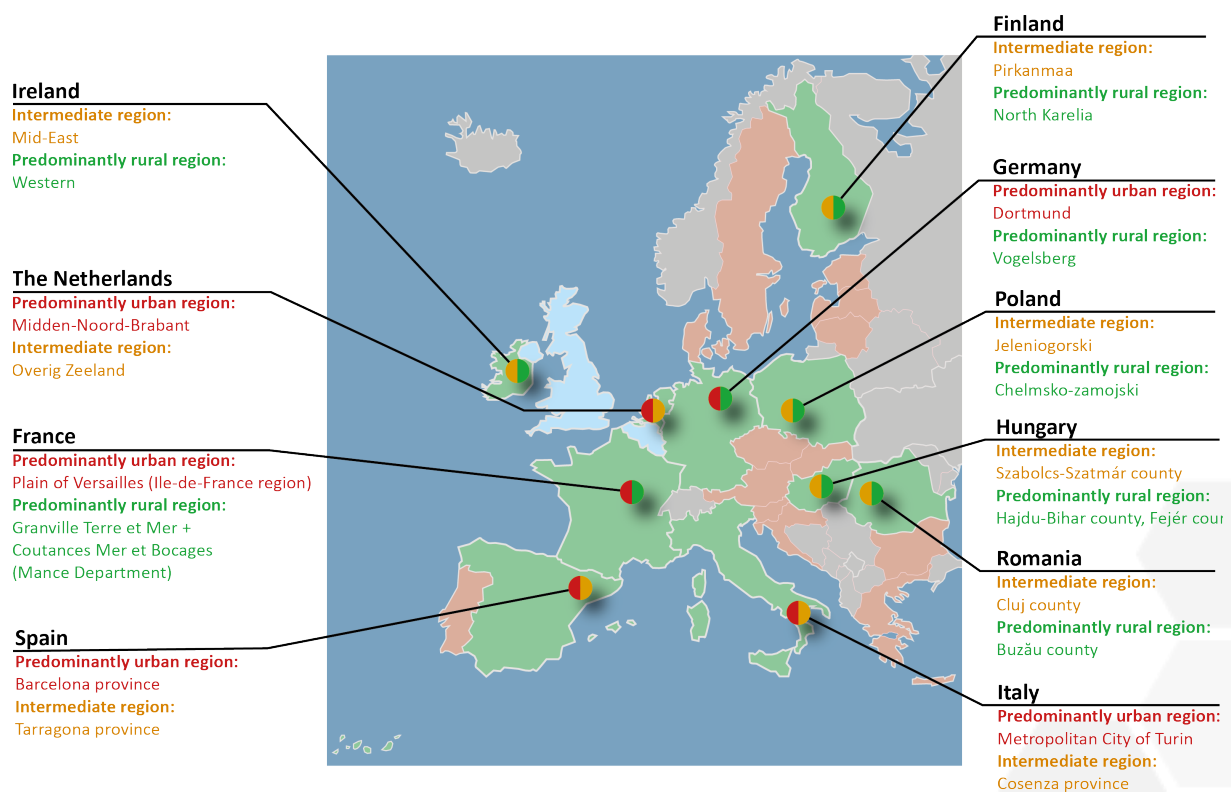 Ireland
Intermediate region:
Mid-East
Predominantly rural region:
Western
The Netherlands
Predominantly urban region:
Midden-Noord-Brabant
Intermediate region:
Overig Zeeland
France
Predominantly urban region:
Plain of Versailles (Ile-de-France region)
Predominantly rural region:
Granville Terre et Mer +
Coutances Mer et Bocages
(Mance Department)
Spain
Predominantly urban region:
Barcelona province
Intermediate region:
Tarragona province
Finland
Intermediate region:
Pirkanmaa
Predominantly rural region:
North Karelia
Germany
Predominantly urban region:
Dortmund
Predominantly rural region:
Vogelsberg
Poland
Intermediate region:
Jeleniogorski
Predominantly rural region:
Chelmsko-zamojski
Hungary
Intermediate region:
Szabolcs-Szatmár county
Predominantly rural region:
Hajdu-Bihar county, Fejér
Romania
Intermediate region:
Cluj county
Predominantly rural region:
Buzău county
Italy
Predominantly urban region:
Metropolitan City of Turin
Intermediate region:
Cosenza province